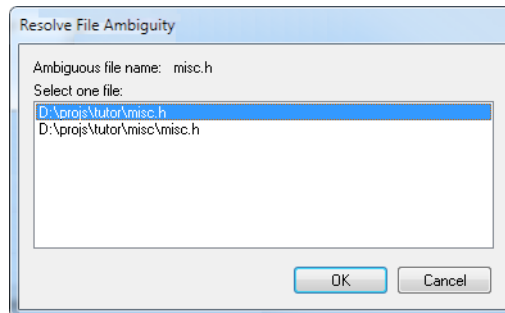 Resolve File Ambiguity
Ambiguous file name: misc.h
Select one file:
D:\projs\tutor\misc.h
D:\projs\tutor\misc\misc.h
OK Cancel